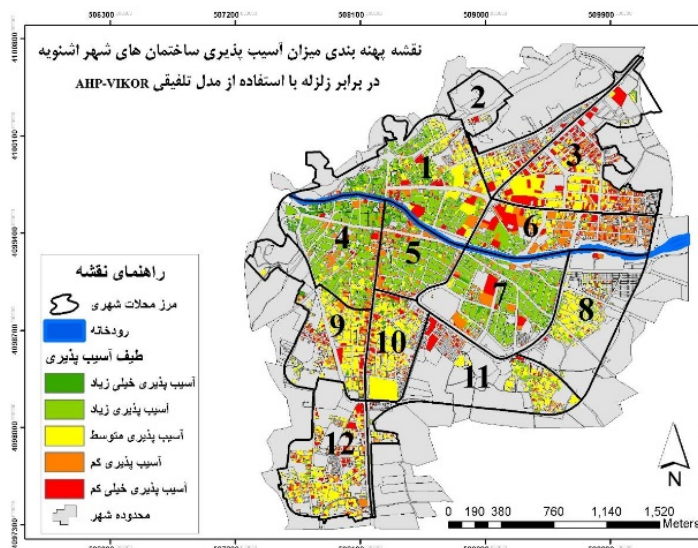 506300 507200 508100 509000 509900
نقشه پهنه بندی میزان آسیب پذیری ساختمان های شهر اشنویه
در برابر زلزله با استفاده از مدل تلفیقی AHP-VIKOR
2
3
1
6
4
5
7
8
9
10
11
12
راهنمای نقشه
مرز محلات شهری
رودخانه
طیف آسیب پذیری
آسیب پذیری خیلی زیاد
آسیب پذیری زیاد
آسیب پذیری متوسط
آسیب پذیری کم
آسیب پذیری خیلی کم
محدوده شهر
N
0 190 380 760 1,140 1,520
Meters